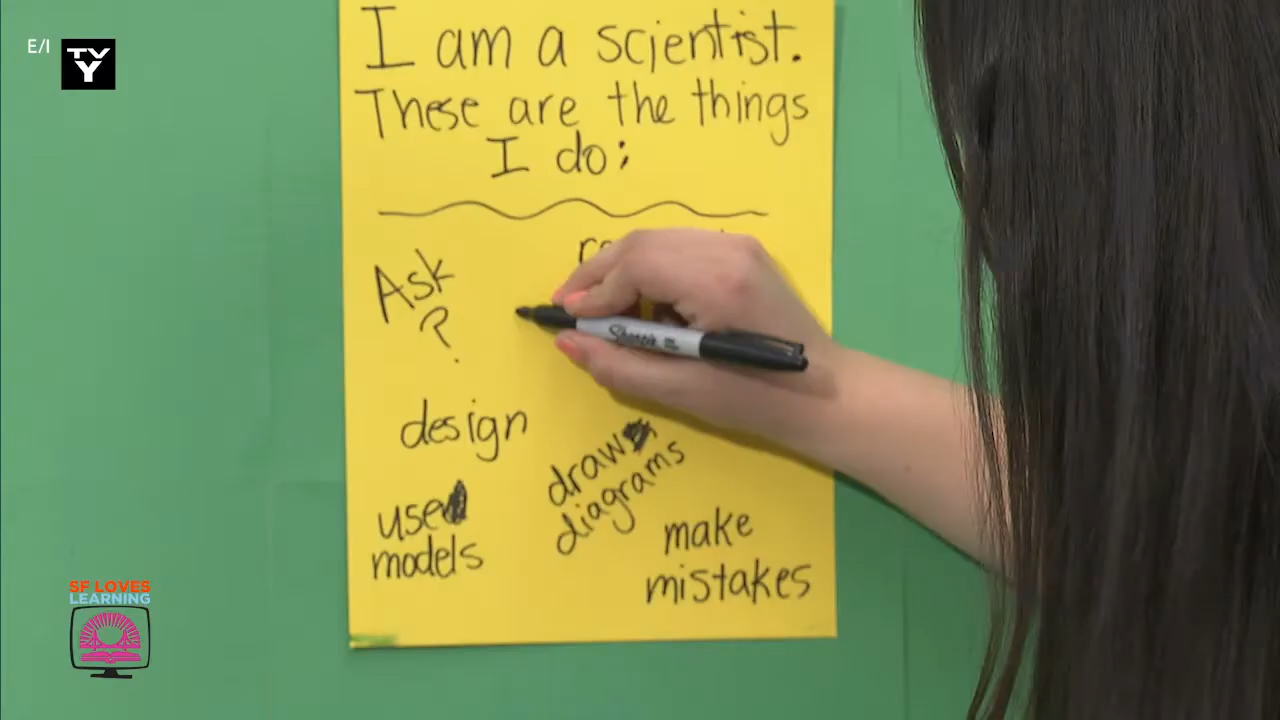 E/I
TV
Y
I am a scientist.
These are the things
I do:
Ask
?
design
draw
diagrams
use
models
make
mistakes
Sharpie
SF LOVES
LEARNING